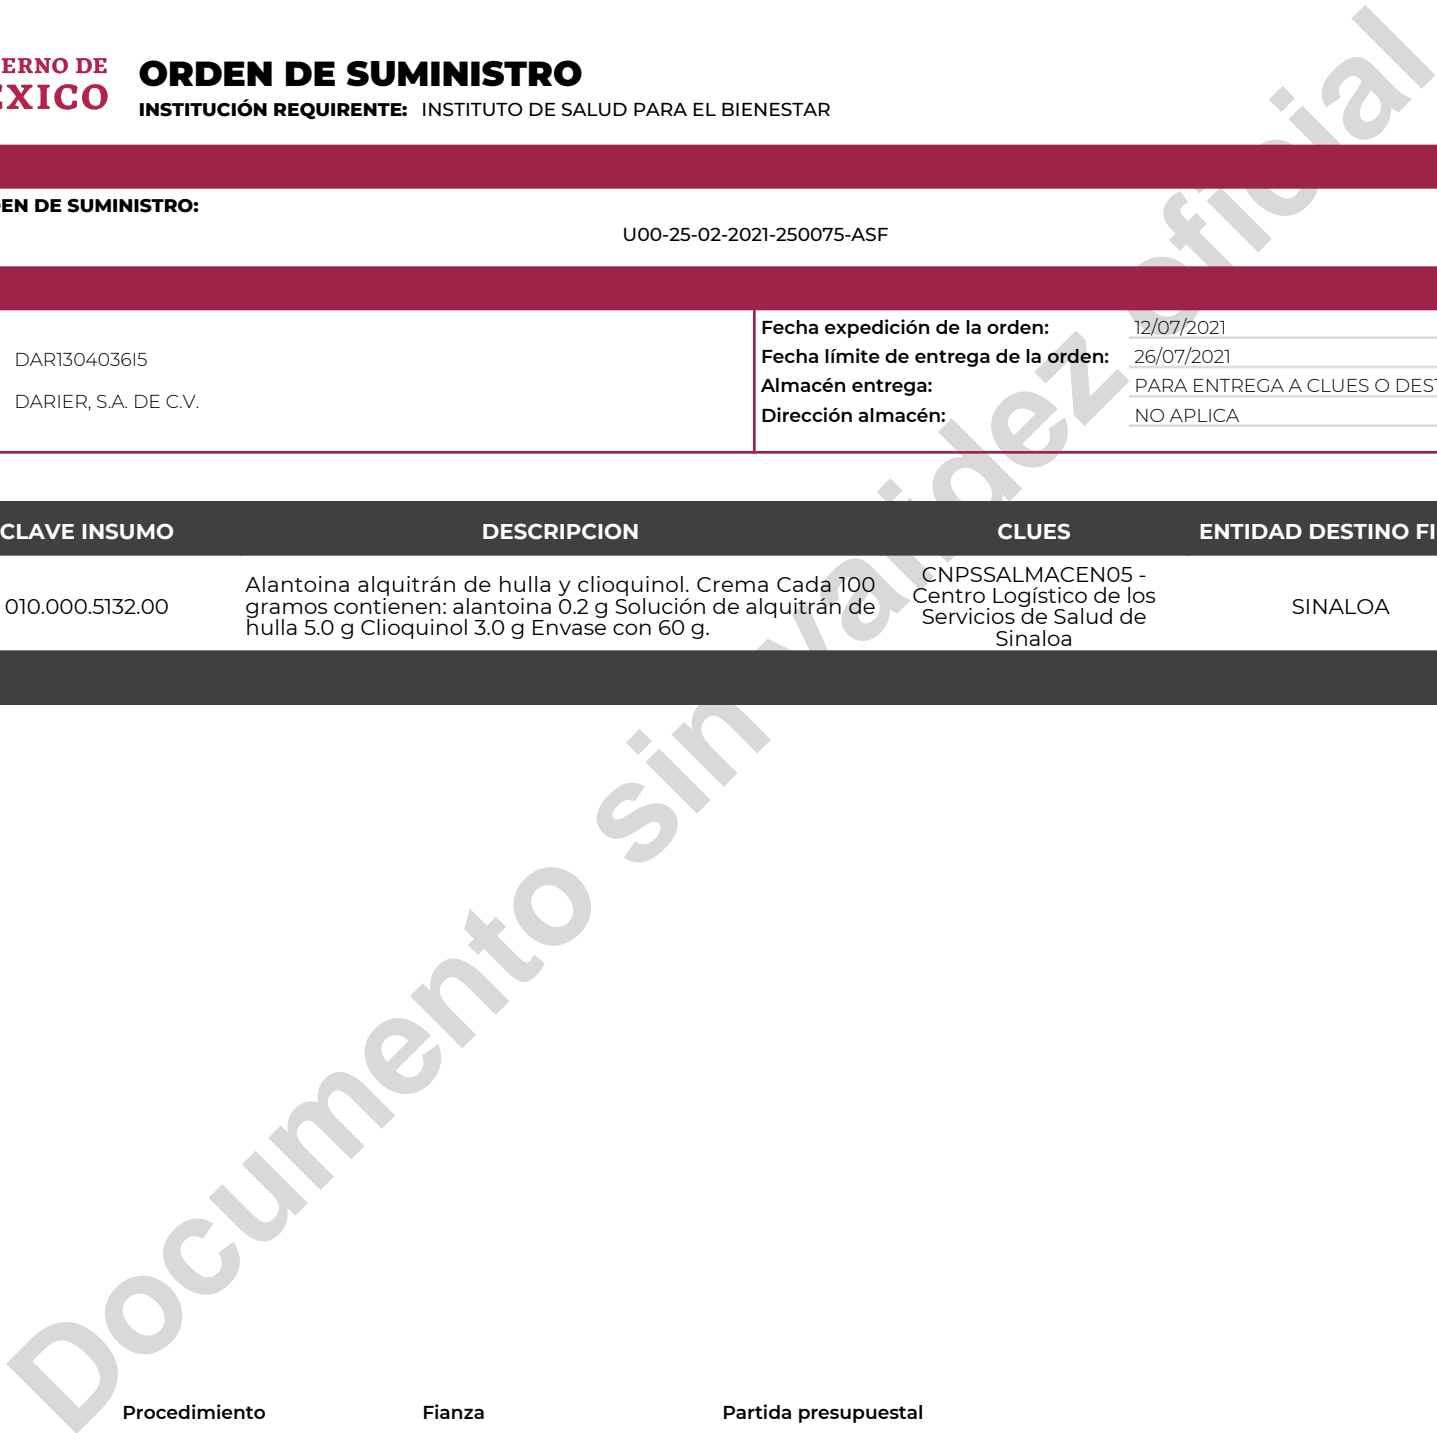 ERNO DE
ORDEN DE SUMINISTRO
XICO
INSTITUCIÓN REQUIRENTE: INSTITUTO DE SALUD PARA EL BIENESTAR
EN DE SUMINISTRO:
U00-25-02-2021-250075-ASF
Fecha expedición de la orden: 12/07/2021
DAR1304036I5
Fecha límite de entrega de la orden: 26/07/2021
Almacén entrega: PARA ENTREGA A CLUES O DEST
DARIER, S.A. DE C.V.
Dirección almacén: NO APLICA
CLAVE INSUMO DESCRIPCION CLUES ENTIDAD DESTINO FI
010.000.5132.00
Alantoina alquitrán de hulla y clioquinol. Crema Cada 100
gramos contienen: alantoina 0.2 g Solución de alquitrán de
hulla 5.0 g Clioquinol 3.0 g Envase con 60 g.
CNPSSALMACEN05 -
Centro Logístico de los
Servicios de Salud de
Sinaloa
SINALOA
Documento sin validez oficial
Procedimiento Fianza Partida presupuestal